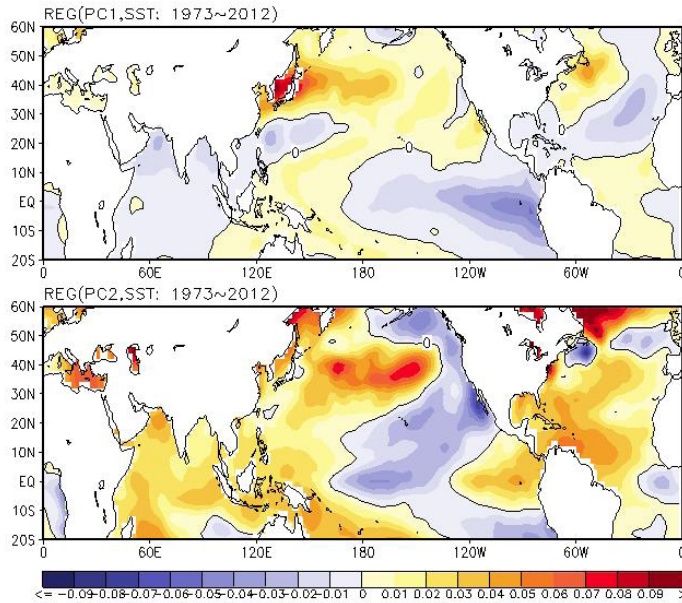 REG(PC1,SST: 1973~2012)
60N
50N
40N
30N
20N
10N
EQ
10S
20S
0
0
0
0 60E 120E 180 120W 60W 0
REG(PC2,SST: 1973~2012)
60N
50N
40N
30N
20N
10N
EQ
10S
20S
0
0
0 60E 120E 180 120W 60W 0
<= -0.09 -0.08 -0.07 -0.06 -0.05 -0.04 -0.03 -0.02 -0.01 0 0.01 0.02 0.03 0.04 0.05 0.06 0.07 0.08 0.09 >